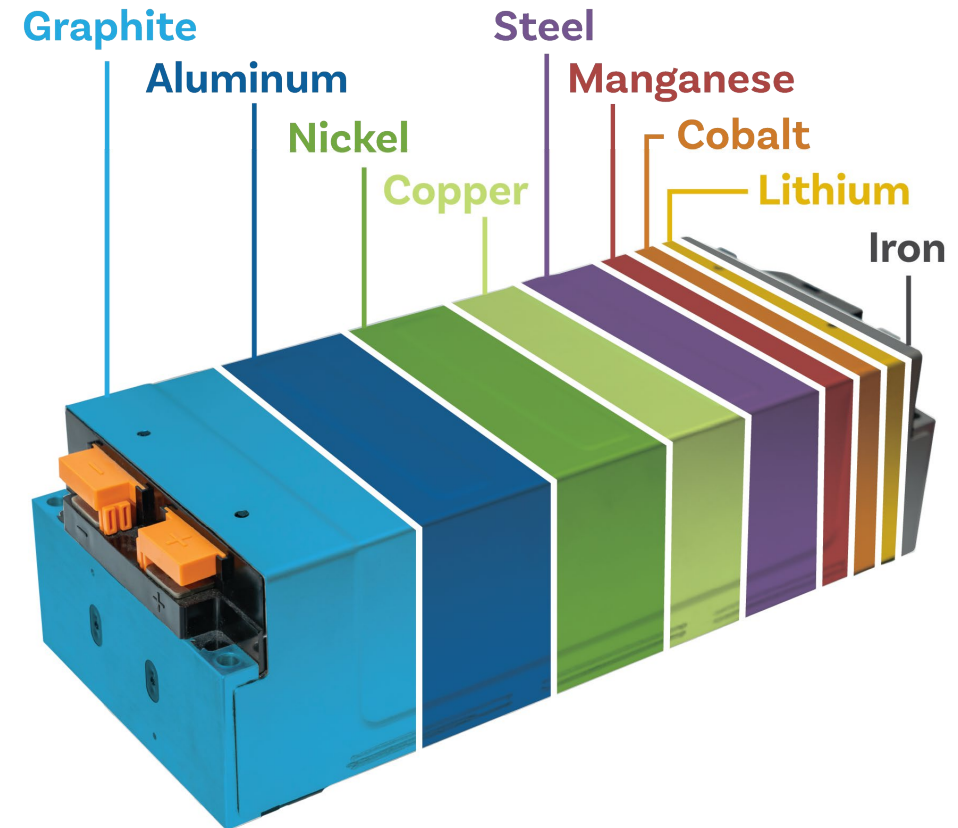 Graphite
Steel
Aluminum
Manganese
Nickel
Cobalt
Copper
Lithium
Iron
−
+
−
+